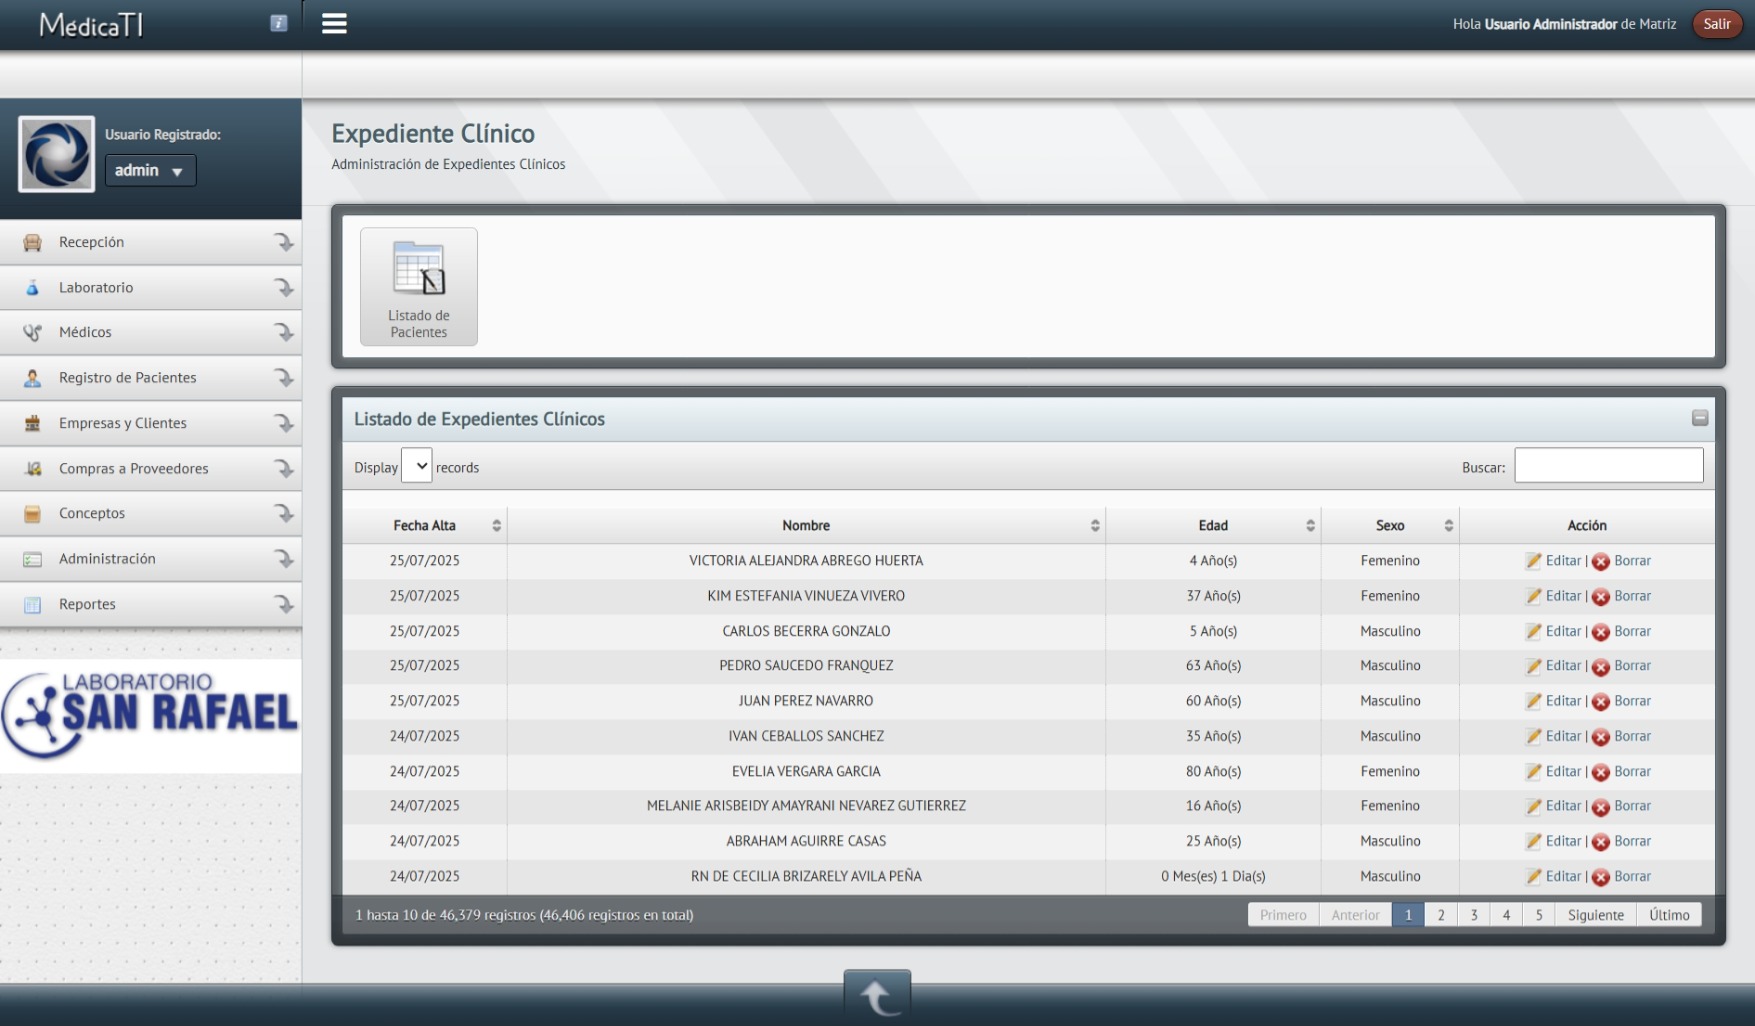 MédicaTI
Hola Usuario Administrador de Matriz
Salir
Usuario Registrado:
admin
Recepción
Laboratorio
Médicos
Registro de Pacientes
Empresas y Clientes
Compras a Proveedores
Conceptos
Administración
Reportes
LABORATORIO
SAN RAFAEL
Expediente Clínico
Administración de Expedientes Clínicos
Listado de
Pacientes
Listado de Expedientes Clínicos
Display records
Buscar:
Fecha Alta Nombre Edad Sexo Acción
25/07/2025 VICTORIA ALEJANDRA ABREGO HUERTA 4 Año(s) Femenino Editar | Borrar
25/07/2025 KIM ESTEFANIA VINUEZA VIVERO 37 Año(s) Femenino Editar | Borrar
25/07/2025 CARLOS BECERRA GONZALO 5 Año(s) Masculino Editar | Borrar
25/07/2025 PEDRO SAUCEDO FRANQUEZ 63 Año(s) Masculino Editar | Borrar
25/07/2025 JUAN PEREZ NAVARRO 60 Año(s) Masculino Editar | Borrar
24/07/2025 IVAN CEBALLOS SANCHEZ 35 Año(s) Masculino Editar | Borrar
24/07/2025 EVELIA VERGARA GARCIA 80 Año(s) Femenino Editar | Borrar
24/07/2025 MELANIE ARISBEIDY AMAYRANI NEVAREZ GUTIERREZ 16 Año(s) Femenino Editar | Borrar
24/07/2025 ABRAHAM AGUIRRE CASAS 25 Año(s) Masculino Editar | Borrar
24/07/2025 RN DE CECILIA BRIZARELY AVILA PEÑA 0 Mes(es) 1 Dia(s) Masculino Editar | Borrar
1 hasta 10 de 46,379 registros (46,406 registros en total)
Primero Anterior 1 2 3 4 5 Siguiente Último